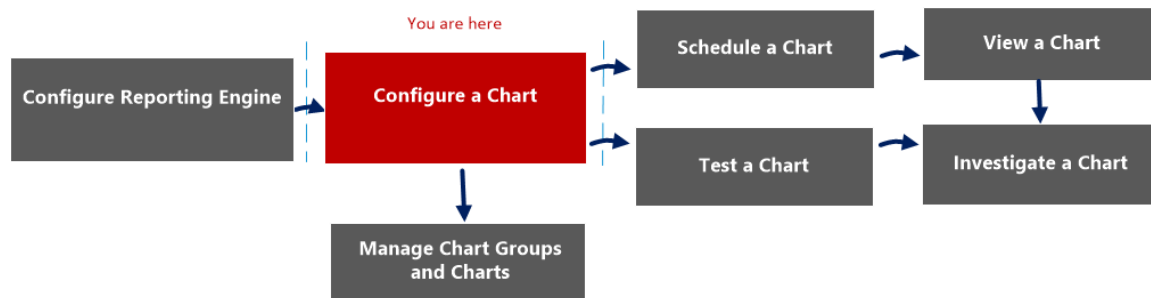 You are here
Configure Reporting Engine
Configure a Chart
Schedule a Chart
View a Chart
Test a Chart
Investigate a Chart
Manage Chart Groups
and Charts